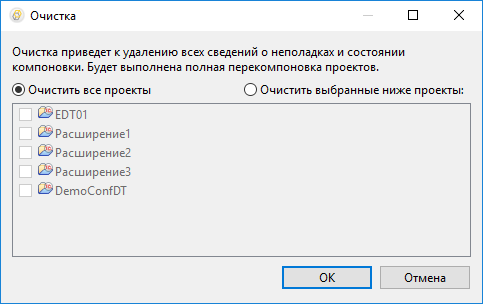 Очистка
Очистка приведет к удалению всех сведений о неполадках и состоянии
компоновки. Будет выполнена полная перекомпоновка проектов.
Очистить все проекты Очистить выбранные ниже проекты:
EDT01
Расширение1
Расширение2
Расширение3
DemoConfDT
OK Отмена